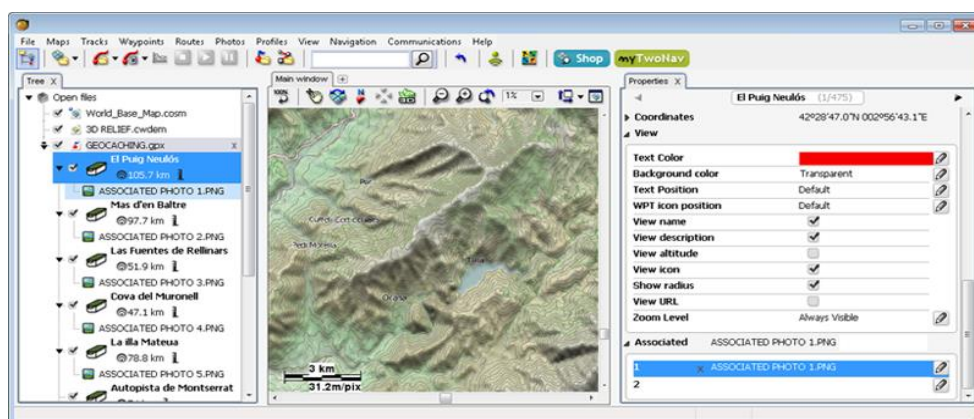 File Maps Tracks Waypoints Routes Photos Profiles View Navigation Communications Help
Shop
myTwoNav
Tree X
Open files
World_Base_Map.cosm
3D RELIEF.cwdem
GEOCACHING.gpx x
El Puig Neulós
105.7 km
ASSOCIATED PHOTO 1.PNG
Mas d'en Baltre
97.7 km
ASSOCIATED PHOTO 2.PNG
Las Fuentes de Rellinars
51.9 km
ASSOCIATED PHOTO 3.PNG
Cova del Muronell
47.1 km
ASSOCIATED PHOTO 4.PNG
La illa Mateua
78.8 km
ASSOCIATED PHOTO 5.PNG
Autopista de Montserrat
Main window
100%
1%
3 km
31.2m/pix
Properties X
El Puig Neulós (1/475)
Coordinates 42º28'47.0"N 002º56'43.1"E
View
Text Color
Background color Transparent
Text Position Default
WPT icon position Default
View name
View description
View altitude
View icon
Show radius
View URL
Zoom Level Always Visible
Associated ASSOCIATED PHOTO 1.PNG
1 x ASSOCIATED PHOTO 1.PNG
2